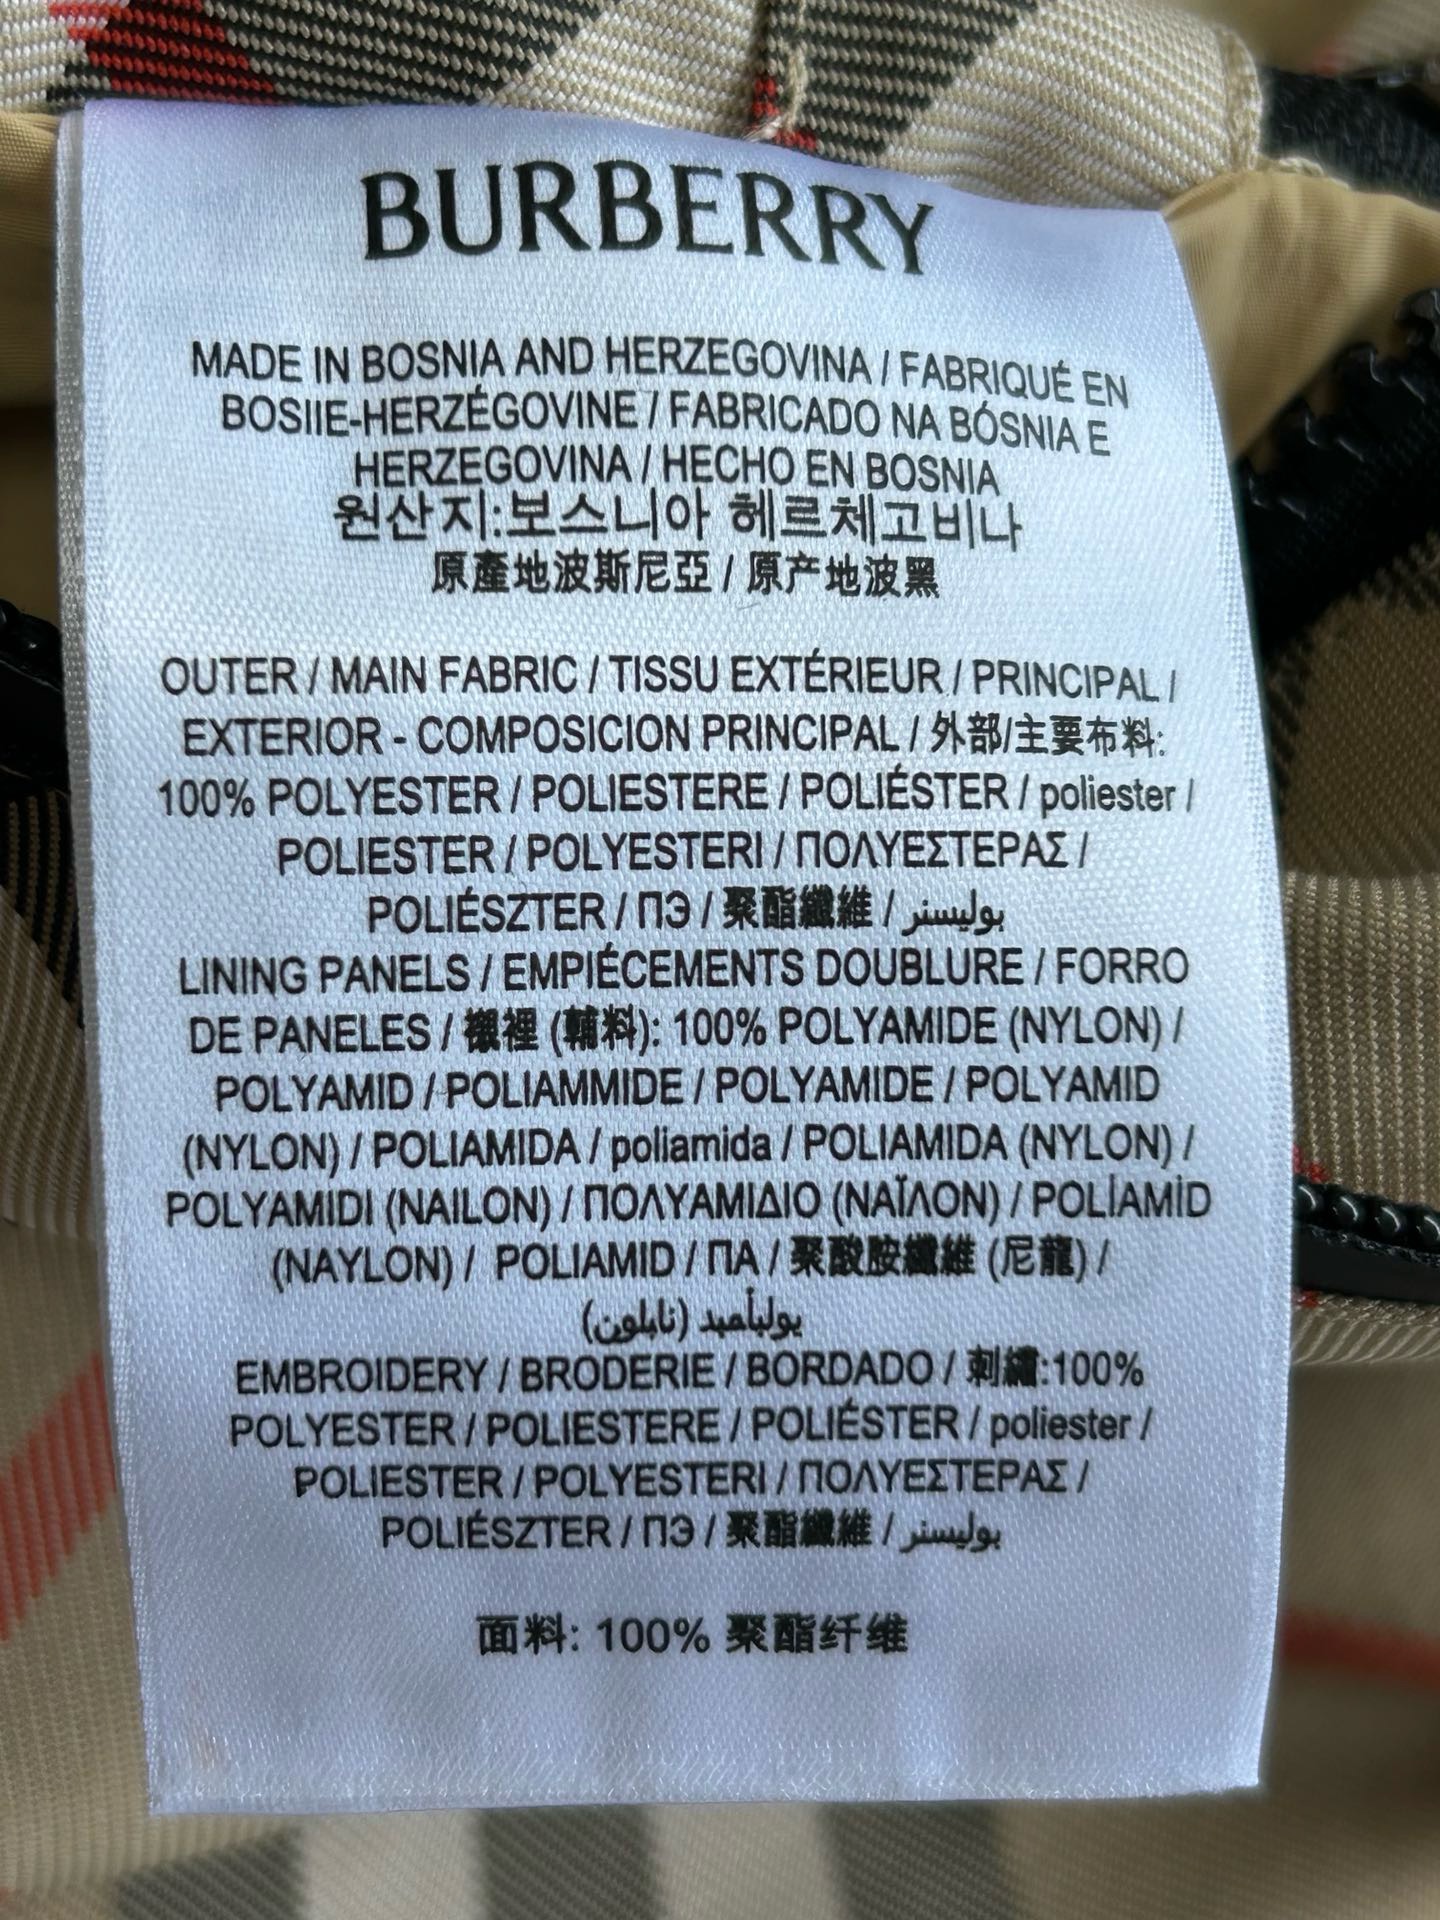 BURBERRY
MADE IN BOSNIA AND HERZEGOVINA / FABRIQUÉ EN
BOSIIE-HERZÉGOVINE / FABRICADO NA BÓSNIA E
HERZEGOVINA / HECHO EN BOSNIA
원산지:보스니아 헤르체고비나
原產地波斯尼亞 / 原产地波黑
OUTER / MAIN FABRIC / TISSU EXTÉRIEUR / PRINCIPAL /
EXTERIOR - COMPOSICION PRINCIPAL / 外部/主要布料:
100% POLYESTER / POLIESTERE / POLIÉSTER / poliester /
POLIESTER / POLYESTERI / ΠΟΛΥΕΣΤΕΡΑΣ /
POLIÉSZTER / ПЭ / 聚酯纖維 / بوليستر
LINING PANELS / EMPIÉCEMENTS DOUBLURE / FORRO
DE PANELES / 襯裡 (輔料): 100% POLYAMIDE (NYLON) /
POLYAMID / POLIAMMIDE / POLYAMIDE / POLYAMID
(NYLON) / POLIAMIDA / poliamida / POLIAMIDA (NYLON) /
POLYAMIDI (NAILON) / ΠΟΛΥΑΜΙΔΙΟ (ΝΑΪΛΟΝ) / POLİAMİD
(NAYLON) / POLIAMID / ПА / 聚酸胺纖維 (尼龍) /
يوليأميد (نايلون)
EMBROIDERY / BRODERIE / BORDADO / 刺繡:100%
POLYESTER / POLIESTERE / POLIÉSTER / poliester /
POLIESTER / POLYESTERI / ΠΟΛΥΕΣΤΕΡΑΣ /
POLIÉSZTER / ПЭ / 聚酯纖維 / بوليستر
面料: 100% 聚酯纤维